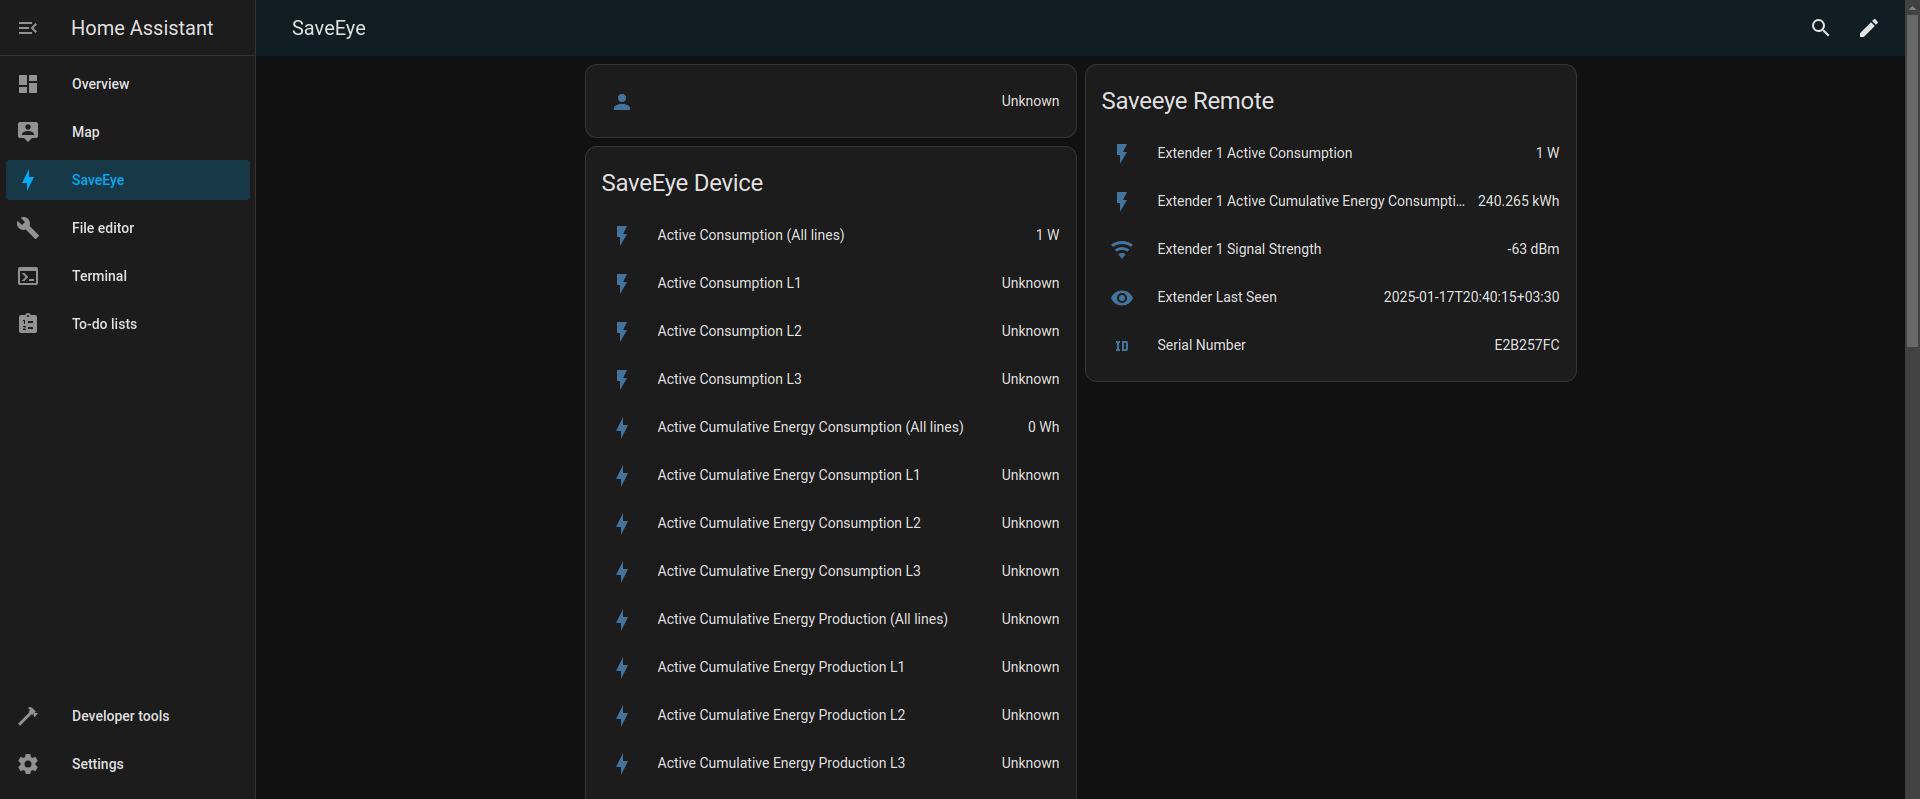 Home Assistant
SaveEye
Overview
Map
SaveEye
File editor
Terminal
To-do lists
Developer tools
Settings
Unknown
SaveEye Device
Active Consumption (All lines) 1 W
Active Consumption L1 Unknown
Active Consumption L2 Unknown
Active Consumption L3 Unknown
Active Cumulative Energy Consumption (All lines) 0 Wh
Active Cumulative Energy Consumption L1 Unknown
Active Cumulative Energy Consumption L2 Unknown
Active Cumulative Energy Consumption L3 Unknown
Active Cumulative Energy Production (All lines) Unknown
Active Cumulative Energy Production L1 Unknown
Active Cumulative Energy Production L2 Unknown
Active Cumulative Energy Production L3 Unknown
Saveeye Remote
Extender 1 Active Consumption 1 W
Extender 1 Active Cumulative Energy Consumpti... 240.265 kWh
Extender 1 Signal Strength -63 dBm
Extender Last Seen 2025-01-17T20:40:15+03:30
ID Serial Number E2B257FC